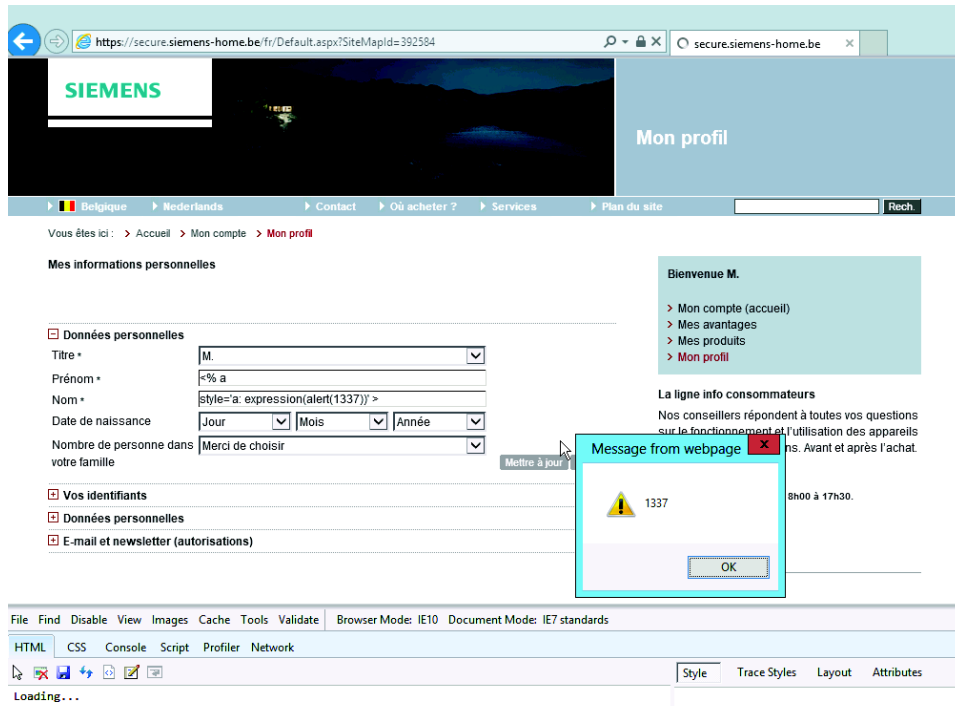 https://secure.siemens-home.be/fr/Default.aspx?SiteMapId=392584
secure.siemens-home.be
SIEMENS
Mon profil
Belgique Nederlands Contact Où acheter ? Services Plan du site Rech.
Vous êtes ici : Accueil Mon compte Mon profil
Mes informations personnelles
Bienvenue M.
Mon compte (accueil)
Mes avantages
Mes produits
Mon profil
Données personnelles
Titre * M.
Prénom * <% a
Nom * style='a: expression(alert(1337))' >
Date de naissance Jour Mois Année
Nombre de personne dans votre famille Merci de choisir
Mettre à jour
La ligne info consommateurs
Nos conseillers répondent à toutes vos questions
sur le fonctionnement et l'utilisation des appareils
ns. Avant et après l'achat.
8h00 à 17h30.
Message from webpage X
1337
OK
Vos identifiants
Données personnelles
E-mail et newsletter (autorisations)
File Find Disable View Images Cache Tools Validate Browser Mode: IE10 Document Mode: IE7 standards
HTML CSS Console Script Profiler Network
Style Trace Styles Layout Attributes
Loading...